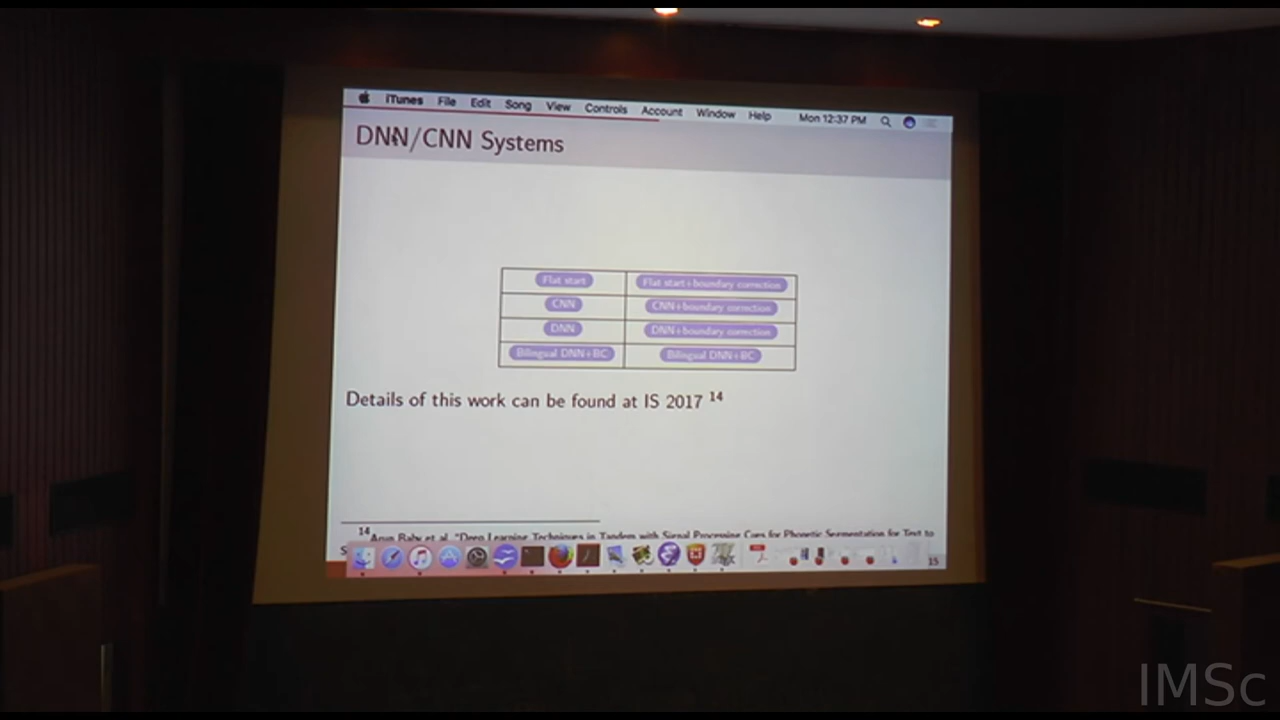 iTunes File Edit Song View Controls Account Window Help Mon 12:37 PM
DNN/CNN Systems
Flat start Flat start+boundary correction
CNN CNN+boundary correction
DNN DNN+boundary correction
Bilingual DNN+BC Bilingual DNN+BC
Details of this work can be found at IS 2017 14
14 Arun Baby et al. "Deep Learning Techniques in Tandem with Signal Processing Cues for Phonetic Segmentation for Text to
15
IMSc